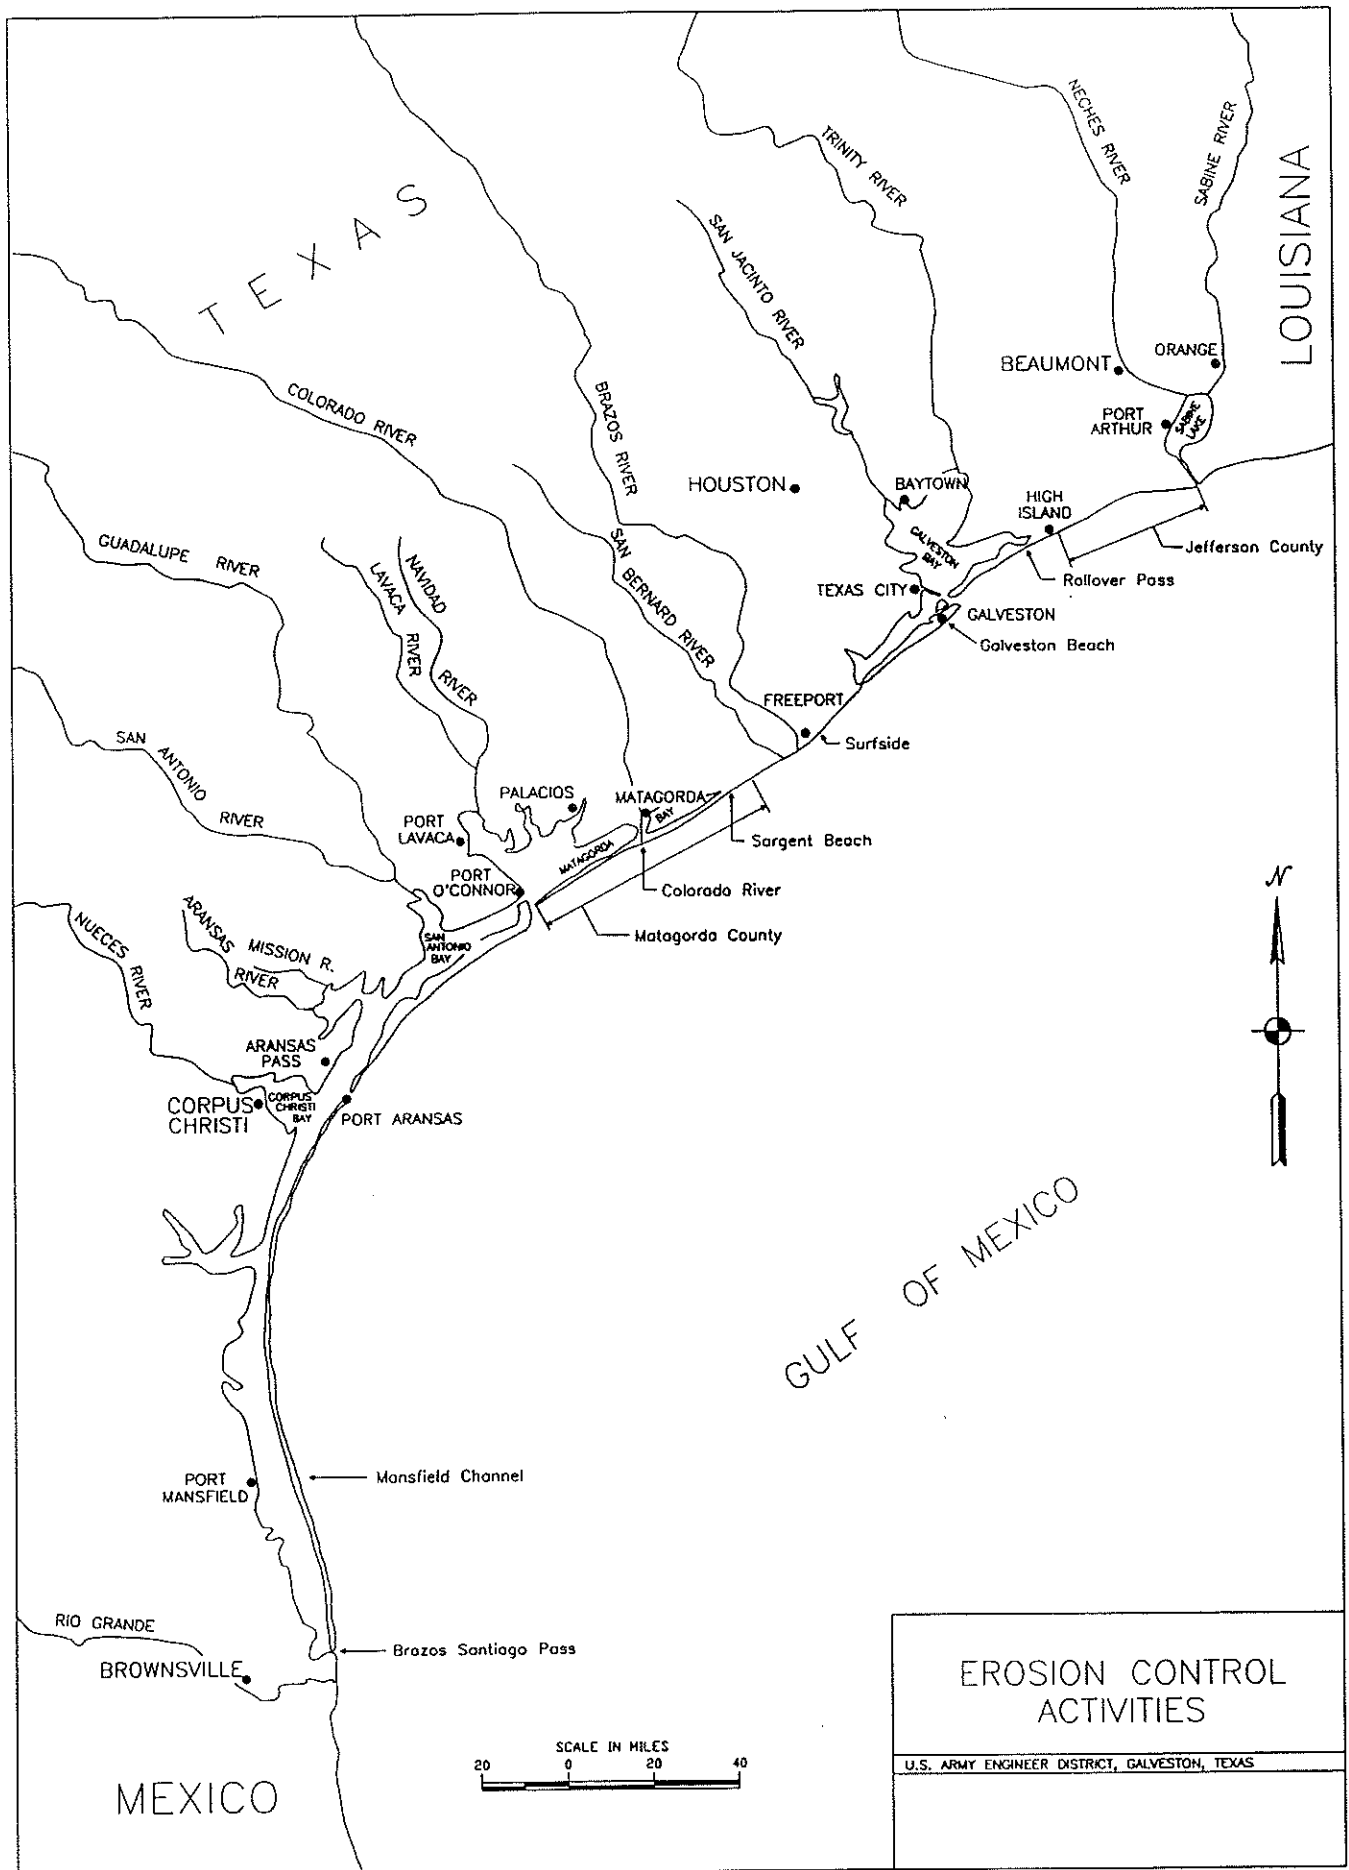 TEXAS
LOUISIANA
NECHES RIVER
SABINE RIVER
TRINITY RIVER
SAN JACINTO RIVER
BRAZOS RIVER
COLORADO RIVER
BEAUMONT
ORANGE
PORT
ARTHUR
SABINE
LAKE
HOUSTON
BAYTOWN
HIGH
ISLAND
Jefferson County
Rollover Pass
GALVESTON
BAY
TEXAS CITY
GALVESTON
Galveston Beach
SAN BERNARD RIVER
GUADALUPE RIVER
LAVACA RIVER
NAVIDAD RIVER
FREEPORT
Surfside
SAN ANTONIO RIVER
PALACIOS
MATAGORDA
BAY
PORT
LAVACA
MATAGORDA
Sargent Beach
PORT
O'CONNOR
Colorado River
Matagorda County
NUECES RIVER
ARANSAS RIVER
MISSION R.
SAN
ANTONIO
BAY
N
ARANSAS
PASS
CORPUS
CHRISTI
CORPUS
CHRISTI
BAY
PORT ARANSAS
GULF OF MEXICO
PORT
MANSFIELD
Mansfield Channel
RIO GRANDE
BROWNSVILLE
Brazos Santiago Pass
MEXICO
SCALE IN MILES
20 0 20 40
EROSION CONTROL
ACTIVITIES
U.S. ARMY ENGINEER DISTRICT, GALVESTON, TEXAS